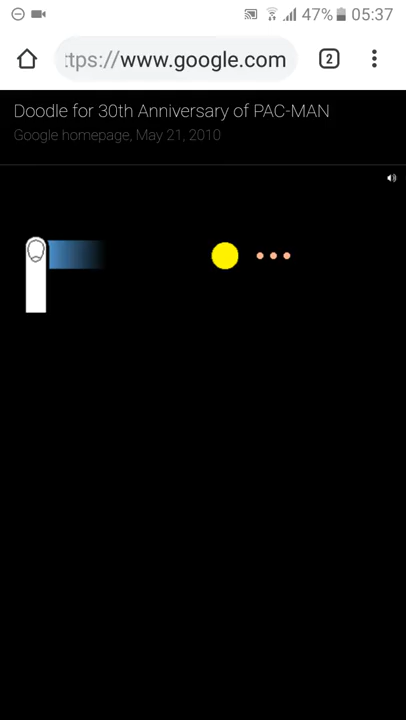 47% 05:37
ttps://www.google.com
2
Doodle for 30th Anniversary of PAC-MAN
Google homepage, May 21, 2010